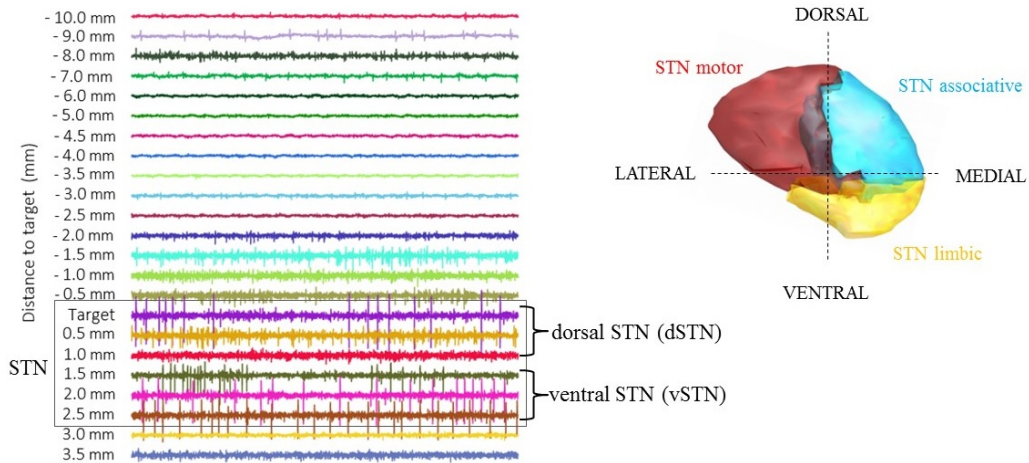 Distance to target (mm)
- 10.0 mm
- 9.0 mm
- 8.0 mm
- 7.0 mm
- 6.0 mm
- 5.0 mm
- 4.5 mm
- 4.0 mm
- 3.5 mm
- 3.0 mm
- 2.5 mm
- 2.0 mm
- 1.5 mm
- 1.0 mm
- 0.5 mm
Target
0.5 mm
1.0 mm
1.5 mm
2.0 mm
2.5 mm
3.0 mm
3.5 mm
STN
dorsal STN (dSTN)
ventral STN (vSTN)
DORSAL
STN motor
STN associative
LATERAL
MEDIAL
STN limbic
VENTRAL